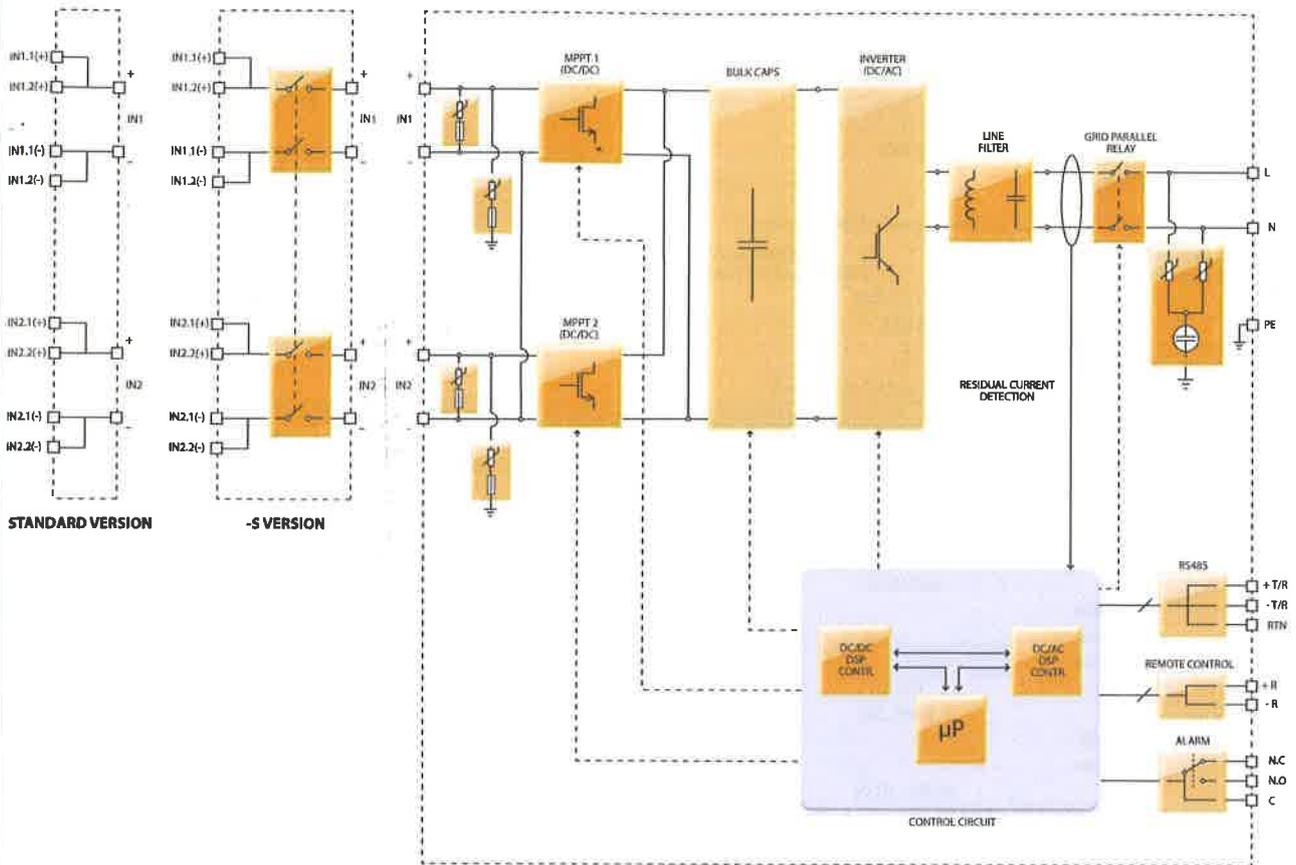 IN1.1(+)
IN1.2(+)
+
IN1
IN1.1(-)
-
IN1.2(-)
IN2.1(+)
IN2.2(+)
+
IN2
IN2.1(-)
-
IN2.2(-)
STANDARD VERSION
IN1.1(+)
IN1.2(+)
+
IN1
IN1.1(-)
-
IN1.2(-)
IN2.1(+)
IN2.2(+)
+
IN2
IN2.1(-)
-
IN2.2(-)
-S VERSION
+
IN1
-
+
IN2
-
MPPT 1
(DC/DC)
MPPT 2
(DC/DC)
BULK CAPS
INVERTER
(DC/AC)
LINE
FILTER
GRID PARALLEL
RELAY
L
N
PE
RESIDUAL CURRENT
DETECTION
DC/DC
DSP
CONTR.
DC/AC
DSP
CONTR.
µP
CONTROL CIRCUIT
RS485
+ T/R
- T/R
RTN
REMOTE CONTROL
+ R
- R
ALARM
N.C
N.O
C